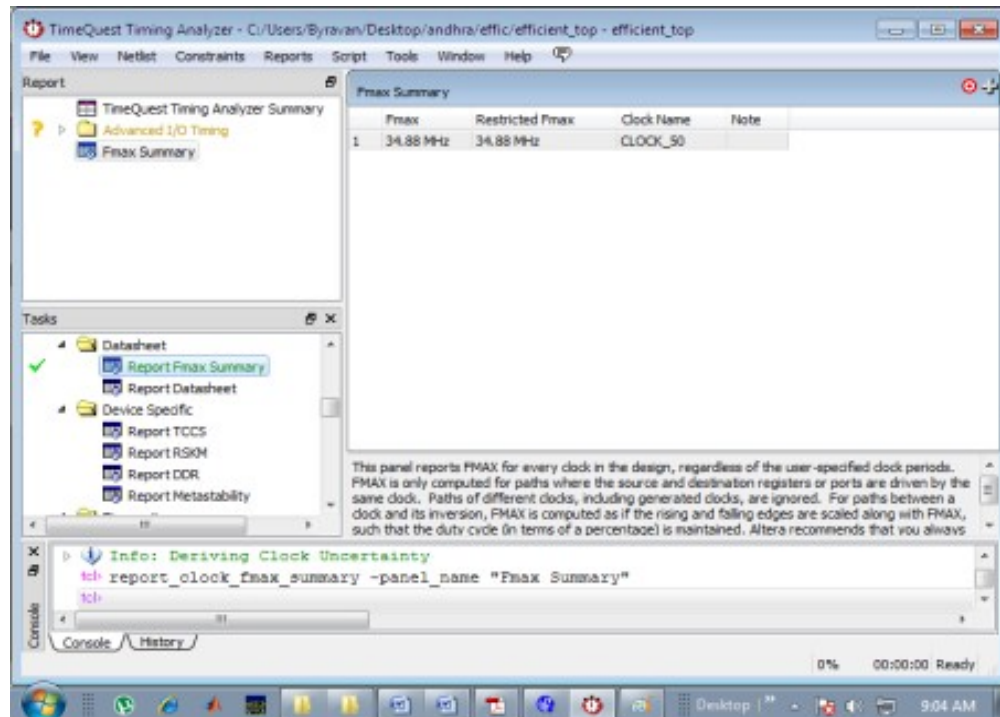 TimeQuest Timing Analyzer - C:/Users/Byravan/Desktop/andhra/effic/efficient_top - efficient_top
File View Netlist Constraints Reports Script Tools Window Help
Report
TimeQuest Timing Analyzer Summary
Advanced I/O Timing
Fmax Summary
Fmax Summary
Fmax Restricted Fmax Clock Name Note
1 34.88 MHz 34.88 MHz CLOCK_50
Tasks
Datasheet
Report Fmax Summary
Report Datasheet
Device Specific
Report TCCS
Report RSKM
Report DDR
Report Metastability
This panel reports FMAX for every clock in the design, regardless of the user-specified clock periods.
FMAX is only computed for paths where the source and destination registers or ports are driven by the
same clock. Paths of different clocks, including generated clocks, are ignored. For paths between a
clock and its inversion, FMAX is computed as if the rising and falling edges are scaled along with FMAX,
such that the duty cycle (in terms of a percentage) is maintained. Altera recommends that you always
Console
Info: Deriving Clock Uncertainty
tcl> report_clock_fmax_summary -panel_name "Fmax Summary"
tcl>
Console History
0% 00:00:00 Ready
Desktop
9:04 AM